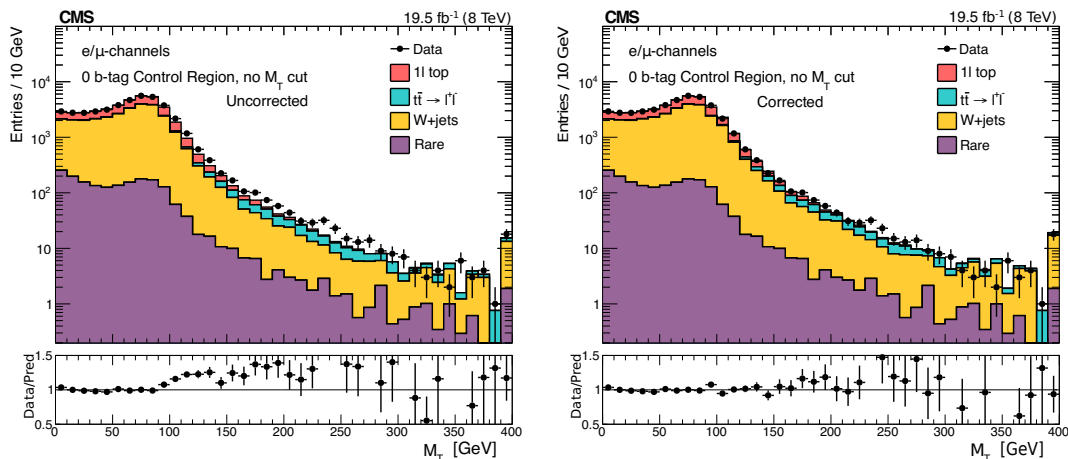 CMS 19.5 fb⁻¹ (8 TeV)
Entries / 10 GeV
e/μ-channels
0 b-tag Control Region, no M_T cut
Uncorrected
Data
1l top
tt̄ → l⁺l⁻
W+jets
Rare
10⁴
10³
10²
10
1
Data/Pred
1.5
1
0.5
0 50 100 150 200 250 300 350 400
M_T [GeV]
CMS 19.5 fb⁻¹ (8 TeV)
Entries / 10 GeV
e/μ-channels
0 b-tag Control Region, no M_T cut
Corrected
Data
1l top
tt̄ → l⁺l⁻
W+jets
Rare
10⁴
10³
10²
10
1
Data/Pred
1.5
1
0.5
0 50 100 150 200 250 300 350 400
M_T [GeV]